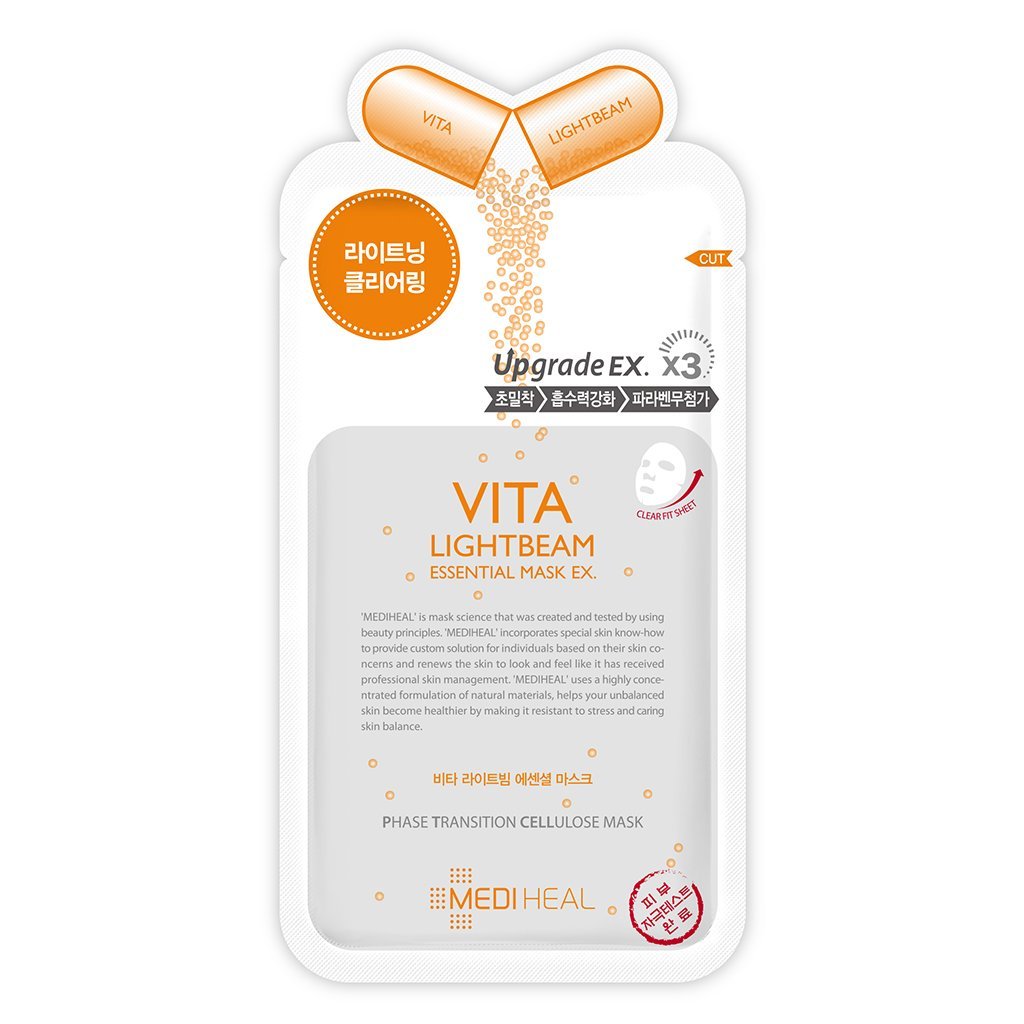 VITA
LIGHTBEAM
라이트닝
클리어링
CUT
Upgrade EX. X3
초밀착 흡수력강화 파라벤무첨가
CLEAR FIT SHEET
VITA
LIGHTBEAM
ESSENTIAL MASK EX.
'MEDIHEAL' is mask science that was created and tested by using
beauty principles. 'MEDIHEAL' incorporates special skin know-how
to provide custom solution for individuals based on their skin co-
ncerns and renews the skin to look and feel like it has received
professional skin management. 'MEDIHEAL' uses a highly conce-
ntrated formulation of natural materials, helps your unbalanced
skin become healthier by making it resistant to stress and caring
skin balance.
비타 라이트빔 에센셜 마스크
PHASE TRANSITION CELLULOSE MASK
MEDIHEAL
피부
자극테스트
완료